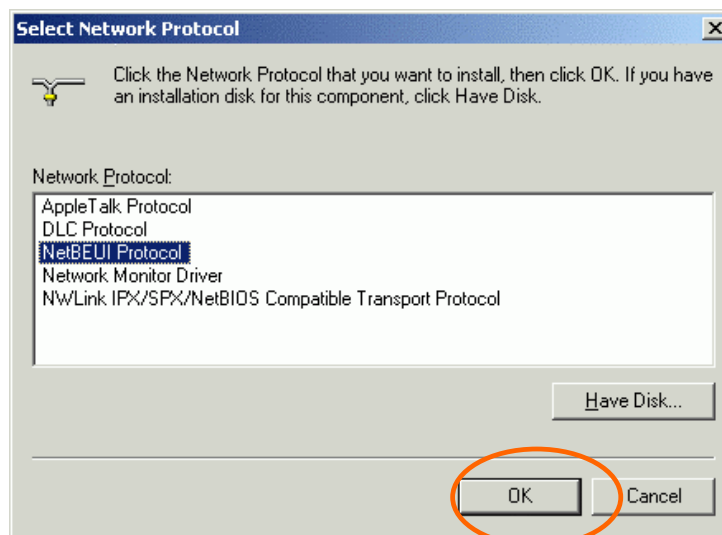 Select Network Protocol
Click the Network Protocol that you want to install, then click OK. If you have
an installation disk for this component, click Have Disk.
Network Protocol:
AppleTalk Protocol
DLC Protocol
NetBEUI Protocol
Network Monitor Driver
NWLink IPX/SPX/NetBIOS Compatible Transport Protocol
Have Disk...
OK
Cancel